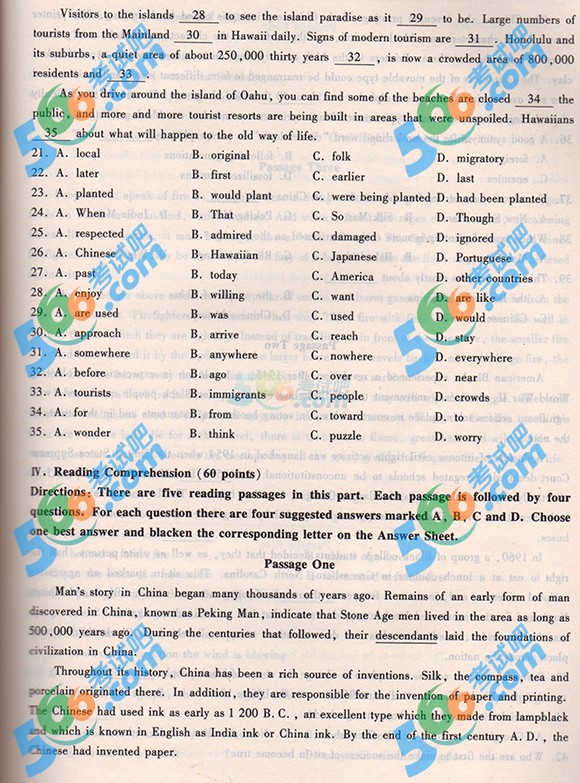 Visitors to the islands 28 to see the island paradise as it 29 to be. Large numbers of
tourists from the Mainland 30 in Hawaii daily. Signs of modern tourism are 31 . Honolulu and
its suburbs, a quiet area of about 250,000 thirty years 32 , is now a crowded area of 800,000
residents and 33 .
As you drive around the island of Oahu, you can find some of the beaches are closed 34 the
public, and more and more tourist resorts are being built in areas that were unspoiled. Hawaiians
35 about what will happen to the old way of life.
21. A. local B. original C. folk D. migratory
22. A. later B. first C. earlier D. last
23. A. planted B. would plant C. were being planted D. had been planted
24. A. When B. That C. So D. Though
25. A. respected B. admired C. damaged D. ignored
26. A. Chinese B. Hawaiian C. Japanese D. Portuguese
27. A. past B. today C. America D. other countries
28. A. enjoy B. willing C. want D. are like
29. A. are used B. was C. used D. would
30. A. approach B. arrive C. reach D. stay
31. A. somewhere B. anywhere C. nowhere D. everywhere
32. A. before B. ago C. over D. near
33. A. tourists B. immigrants C. people D. crowds
34. A. for B. from C. toward D. to
35. A. wonder B. think C. puzzle D. worry
Ⅳ. Reading Comprehension (60 points)
Directions: There are five reading passages in this part. Each passage is followed by four
questions. For each question there are four suggested answers marked A, B, C and D. Choose
one best answer and blacken the corresponding letter on the Answer Sheet.
Passage One
Man's story in China began many thousands of years ago. Remains of an early form of man
discovered in China, known as Peking Man, indicate that Stone Age men lived in the area as long as
500,000 years ago. During the centuries that followed, their descendants laid the foundations of
civilization in China.
Throughout its history, China has been a rich source of inventions. Silk, the compass, tea and
porcelain originated there. In addition, they are responsible for the invention of paper and printing.
The Chinese had used ink as early as 1 200 B.C., an excellent type which they made from lampblack
and which is known in English as India ink or China ink. By the end of the first century A.D., the
Chinese had invented paper.
566考试吧.com